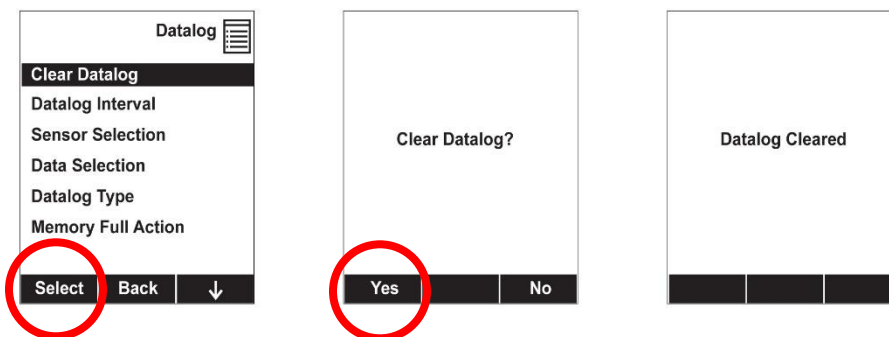 Datalog
Clear Datalog
Datalog Interval
Sensor Selection
Data Selection
Datalog Type
Memory Full Action
Select Back ↓
Clear Datalog?
Yes No
Datalog Cleared